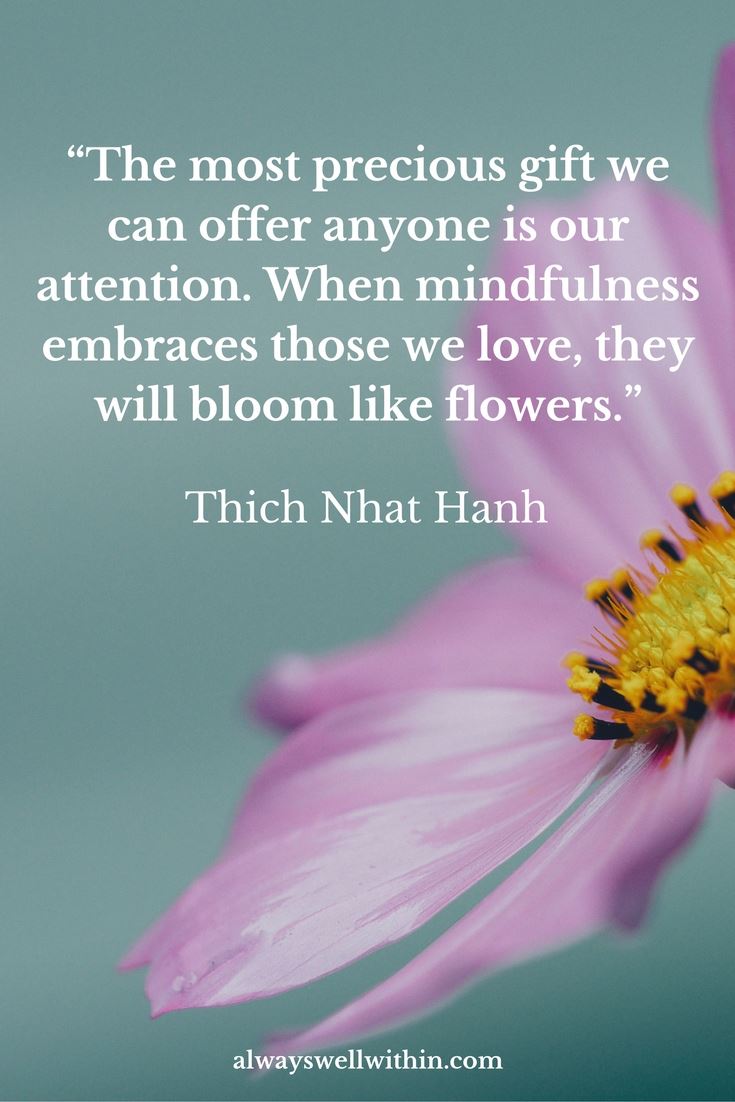 “The most precious gift we
can offer anyone is our
attention. When mindfulness
embraces those we love, they
will bloom like flowers.”
Thich Nhat Hanh
alwayswellwithin.com